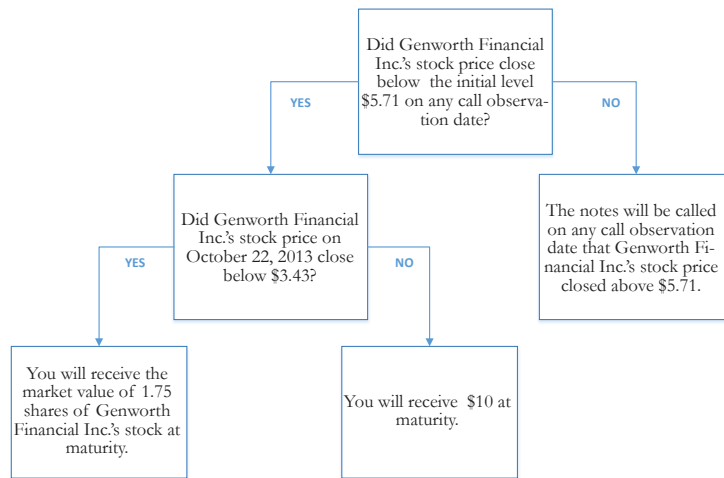 Did Genworth Financial
Inc.'s stock price close
below the initial level
$5.71 on any call observa-
tion date?
YES
NO
Did Genworth Financial
Inc.'s stock price on
October 22, 2013 close
below $3.43?
The notes will be called
on any call observation
date that Genworth Fi-
nancial Inc.'s stock price
closed above $5.71.
YES
NO
You will receive the
market value of 1.75
shares of Genworth
Financial Inc.'s stock at
maturity.
You will receive $10 at
maturity.